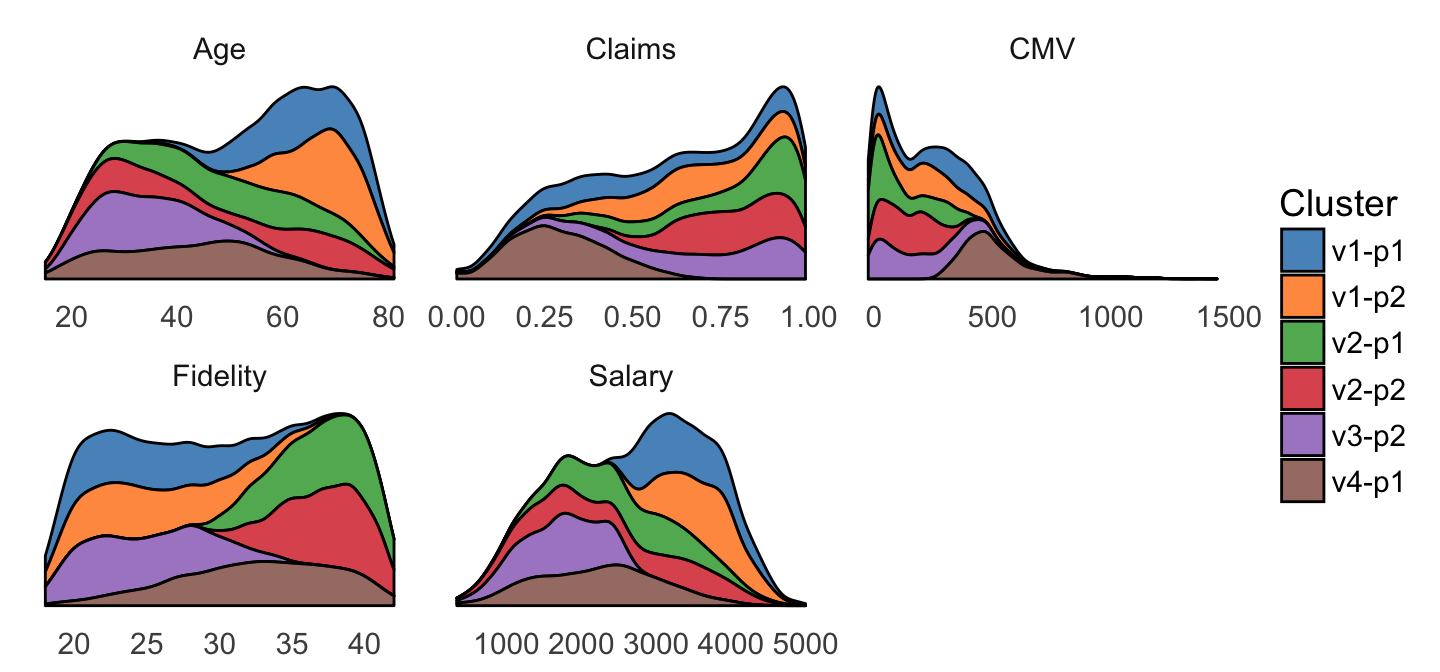 Age
Claims
CMV
20 40 60 80
0.00 0.25 0.50 0.75 1.00
0 500 1000 1500
Fidelity
Salary
20 25 30 35 40
1000 2000 3000 4000 5000
Cluster
v1-p1
v1-p2
v2-p1
v2-p2
v3-p2
v4-p1